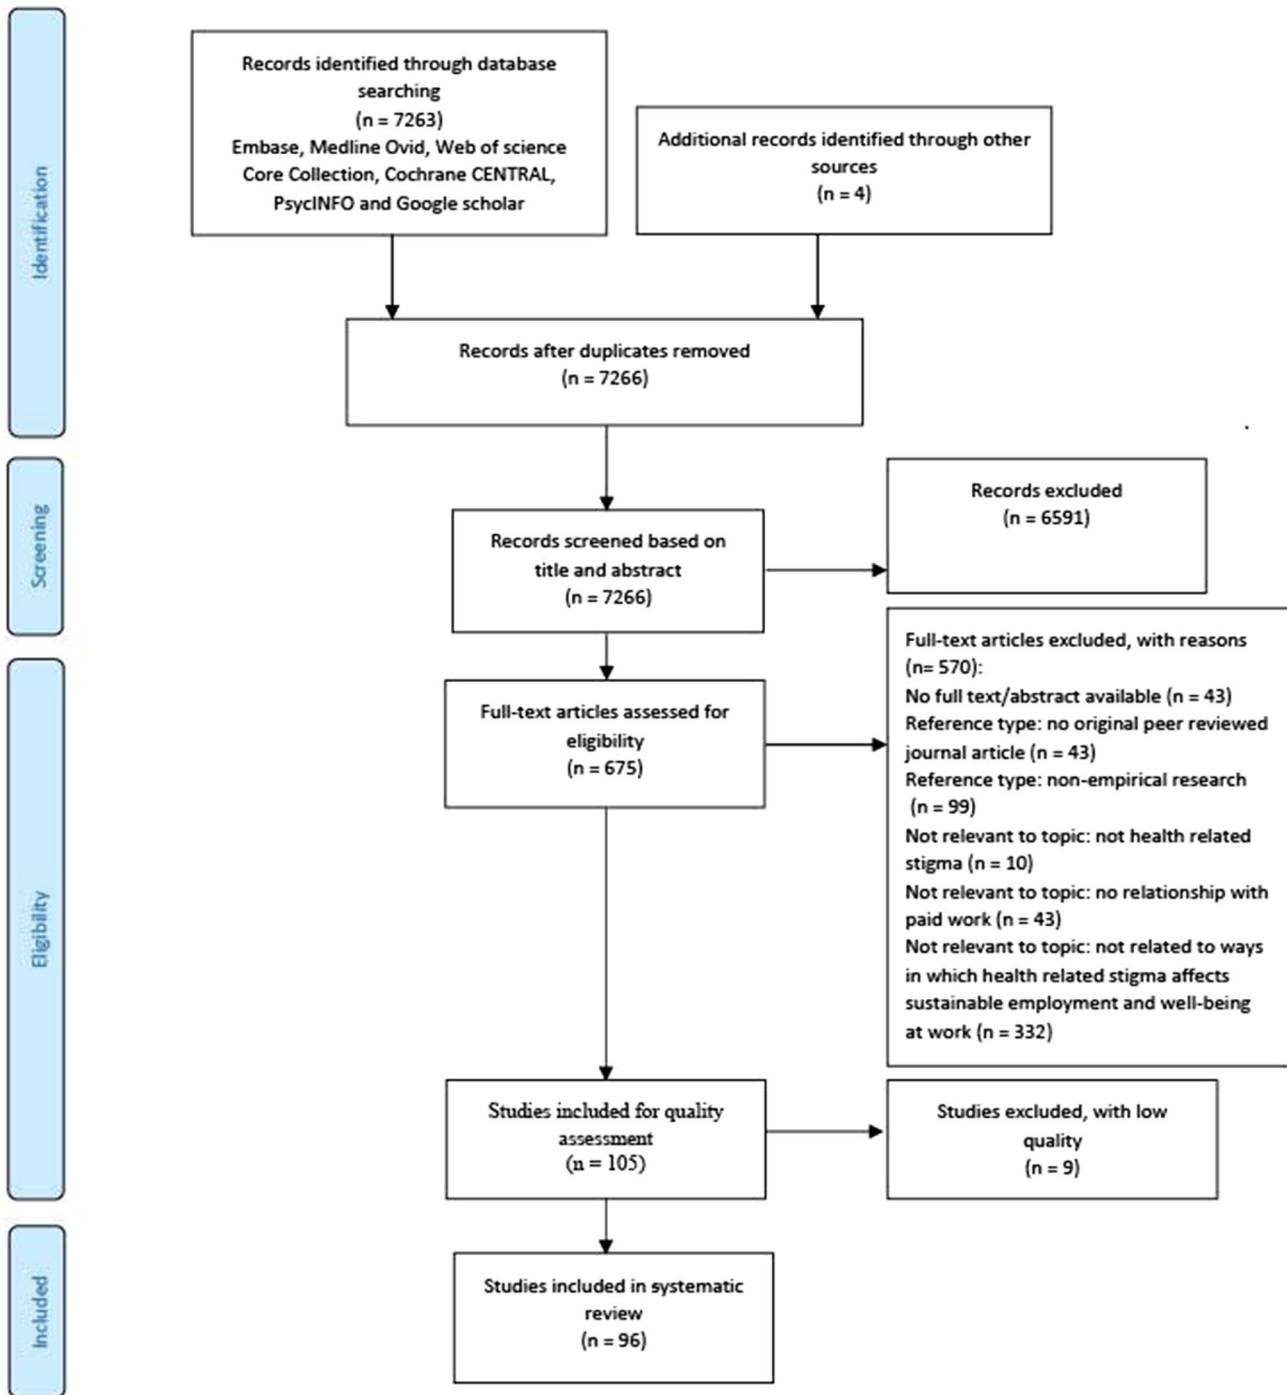 Identification
Records identified through database
searching
(n = 7263)
Embase, Medline Ovid, Web of science
Core Collection, Cochrane CENTRAL,
PsycINFO and Google scholar
Additional records identified through other
sources
(n = 4)
Records after duplicates removed
(n = 7266)
Screening
Records screened based on
title and abstract
(n = 7266)
Records excluded
(n = 6591)
Eligibility
Full-text articles assessed for
eligibility
(n = 675)
Full-text articles excluded, with reasons
(n= 570):
No full text/abstract available (n = 43)
Reference type: no original peer reviewed
journal article (n = 43)
Reference type: non-empirical research
(n = 99)
Not relevant to topic: not health related
stigma (n = 10)
Not relevant to topic: no relationship with
paid work (n = 43)
Not relevant to topic: not related to ways
in which health related stigma affects
sustainable employment and well-being
at work (n = 332)
Studies included for quality
assessment
(n = 105)
Studies excluded, with low
quality
(n = 9)
Included
Studies included in systematic
review
(n = 96)